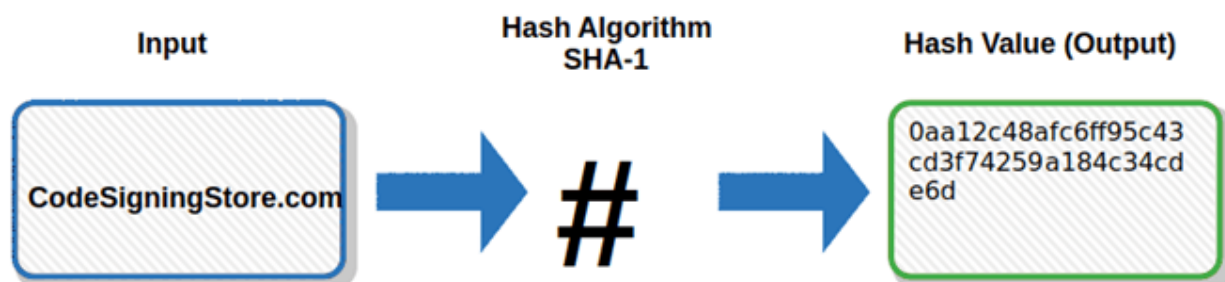 Input
Hash Algorithm
SHA-1
Hash Value (Output)
CodeSigningStore.com
#
0aa12c48afc6ff95c43
cd3f74259a184c34cd
e6d